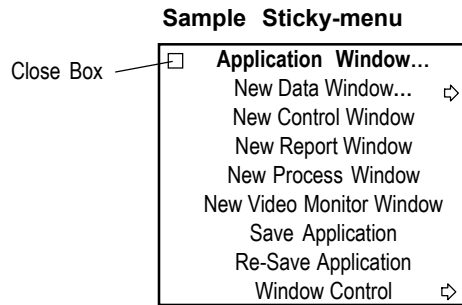 Sample Sticky-menu
Close Box
Application Window...
New Data Window...
New Control Window
New Report Window
New Process Window
New Video Monitor Window
Save Application
Re-Save Application
Window Control